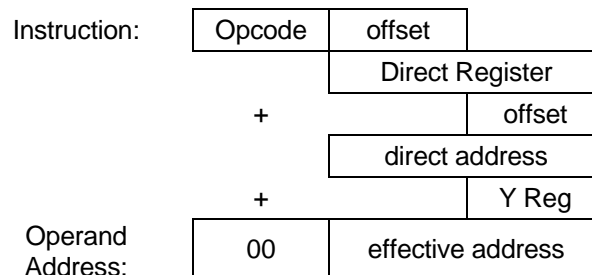 Instruction: Opcode offset
Direct Register
+ offset
direct address
+ Y Reg
Operand
Address: 00 effective address